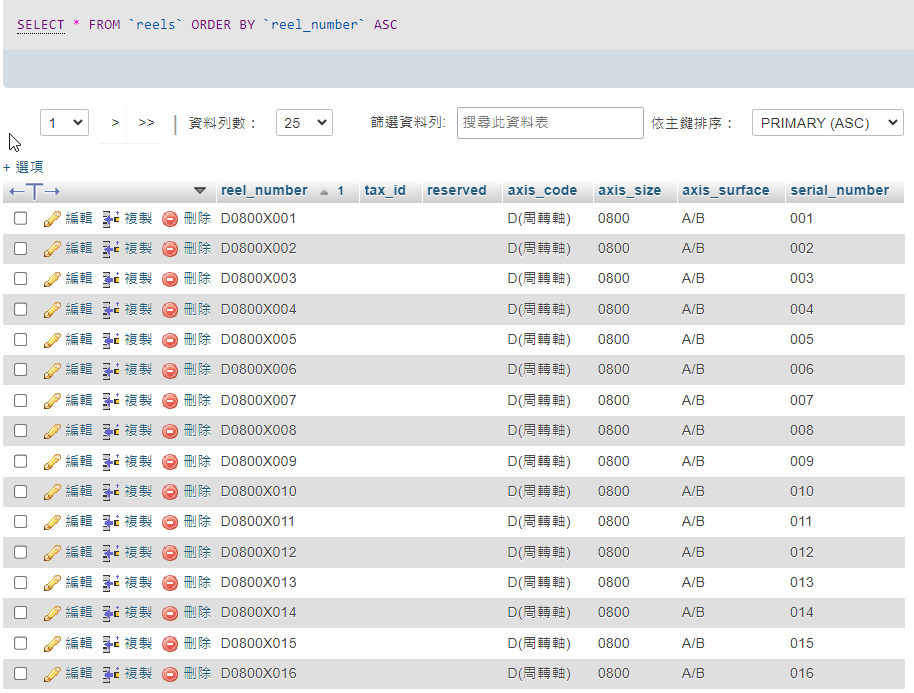 SELECT * FROM `reels` ORDER BY `reel_number` ASC
1 > >> | 資料列數： 25 篩選資料列: 搜尋此資料表 依主鍵排序： PRIMARY (ASC)
+ 選項
←T→ reel_number 1 tax_id reserved axis_code axis_size axis_surface serial_number
編輯 複製 刪除 D0800X001 D(周轉軸) 0800 A/B 001
編輯 複製 刪除 D0800X002 D(周轉軸) 0800 A/B 002
編輯 複製 刪除 D0800X003 D(周轉軸) 0800 A/B 003
編輯 複製 刪除 D0800X004 D(周轉軸) 0800 A/B 004
編輯 複製 刪除 D0800X005 D(周轉軸) 0800 A/B 005
編輯 複製 刪除 D0800X006 D(周轉軸) 0800 A/B 006
編輯 複製 刪除 D0800X007 D(周轉軸) 0800 A/B 007
編輯 複製 刪除 D0800X008 D(周轉軸) 0800 A/B 008
編輯 複製 刪除 D0800X009 D(周轉軸) 0800 A/B 009
編輯 複製 刪除 D0800X010 D(周轉軸) 0800 A/B 010
編輯 複製 刪除 D0800X011 D(周轉軸) 0800 A/B 011
編輯 複製 刪除 D0800X012 D(周轉軸) 0800 A/B 012
編輯 複製 刪除 D0800X013 D(周轉軸) 0800 A/B 013
編輯 複製 刪除 D0800X014 D(周轉軸) 0800 A/B 014
編輯 複製 刪除 D0800X015 D(周轉軸) 0800 A/B 015
編輯 複製 刪除 D0800X016 D(周轉軸) 0800 A/B 016